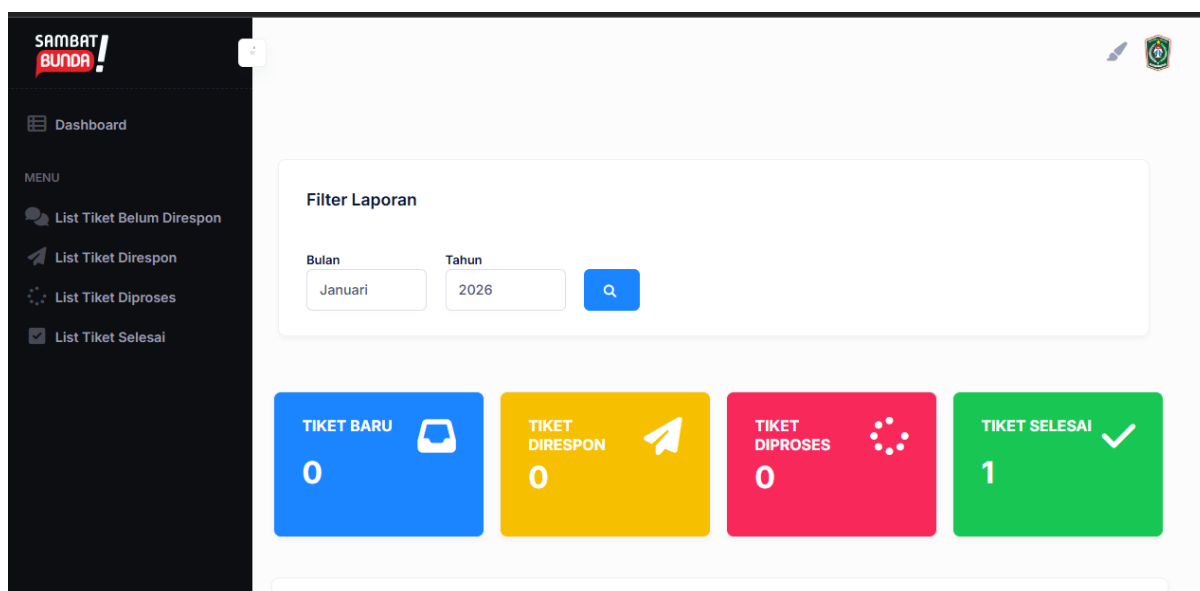 SAMBAT
BUNDA!
Dashboard
MENU
List Tiket Belum Direspon
List Tiket Direspon
List Tiket Diproses
List Tiket Selesai
Filter Laporan
Bulan
Tahun
Januari
2026
TIKET BARU
0
TIKET
DIRESPON
0
TIKET
DIPROSES
0
TIKET SELESAI
1